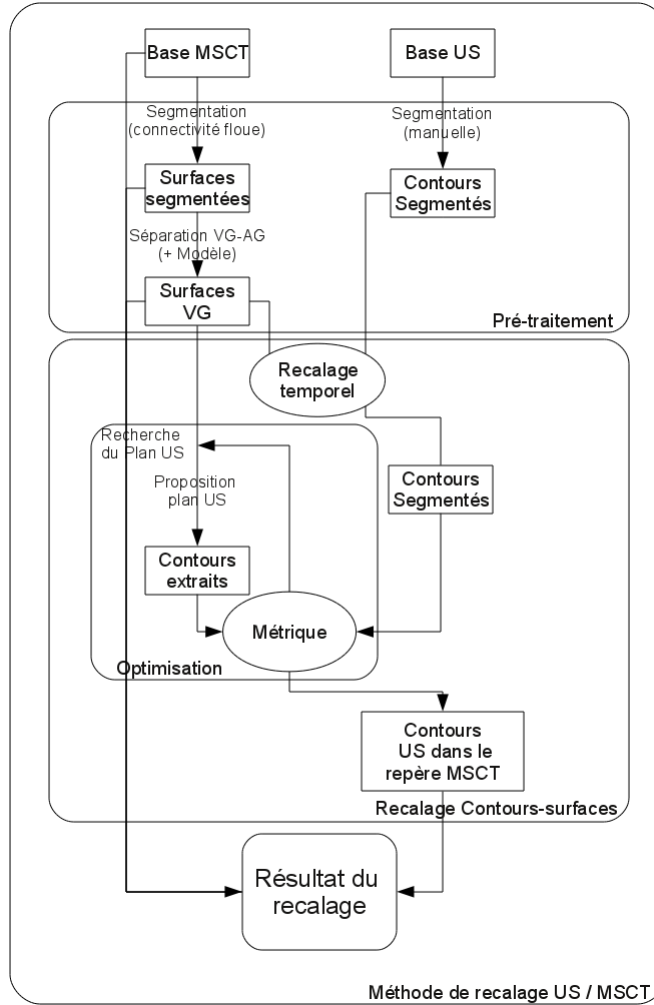 Base MSCT
Base US
Segmentation
(connectivité floue)
Segmentation
(manuelle)
Surfaces
segmentées
Contours
Segmentés
Séparation VG-AG
(+ Modèle)
Surfaces
VG
Pré-traitement
Recalage
temporel
Recherche
du Plan US
Proposition
plan US
Contours
Segmentés
Contours
extraits
Métrique
Optimisation
Contours
US dans le
repère MSCT
Recalage Contours-surfaces
Résultat du
recalage
Méthode de recalage US / MSCT